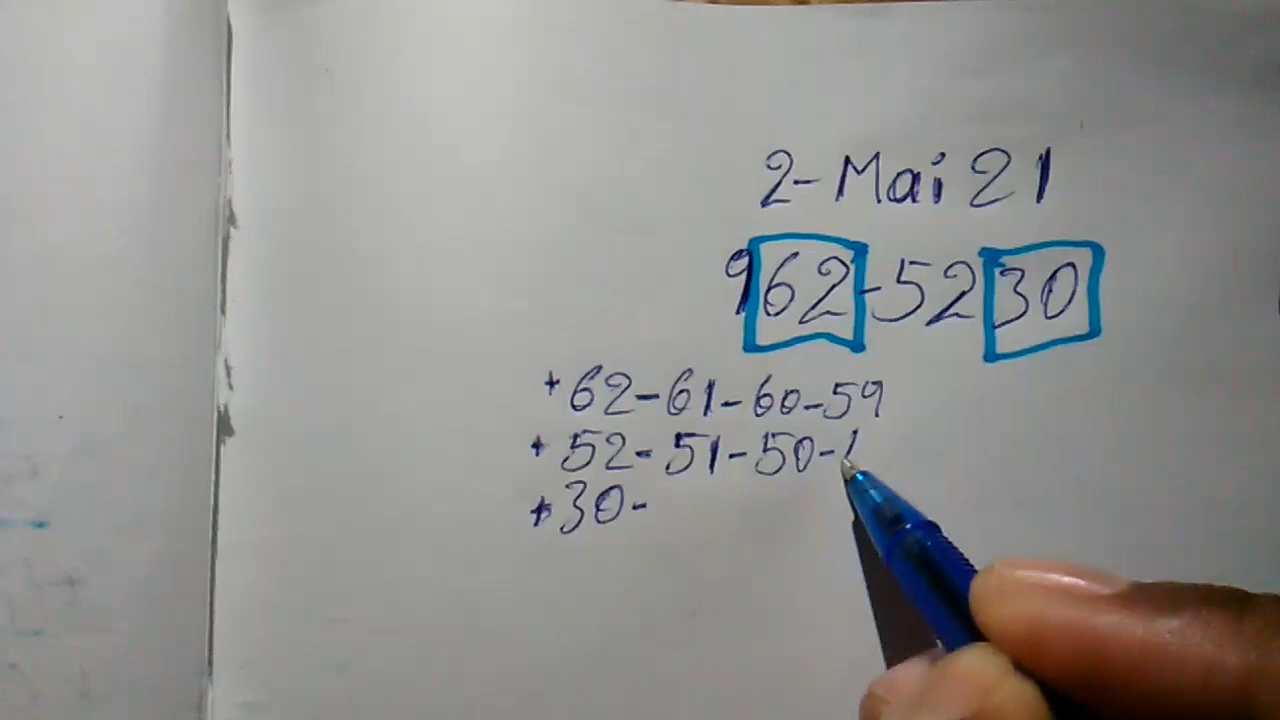 2- Mai 21
962-5230
+62-61-60-59
+52-51-50-
+30-